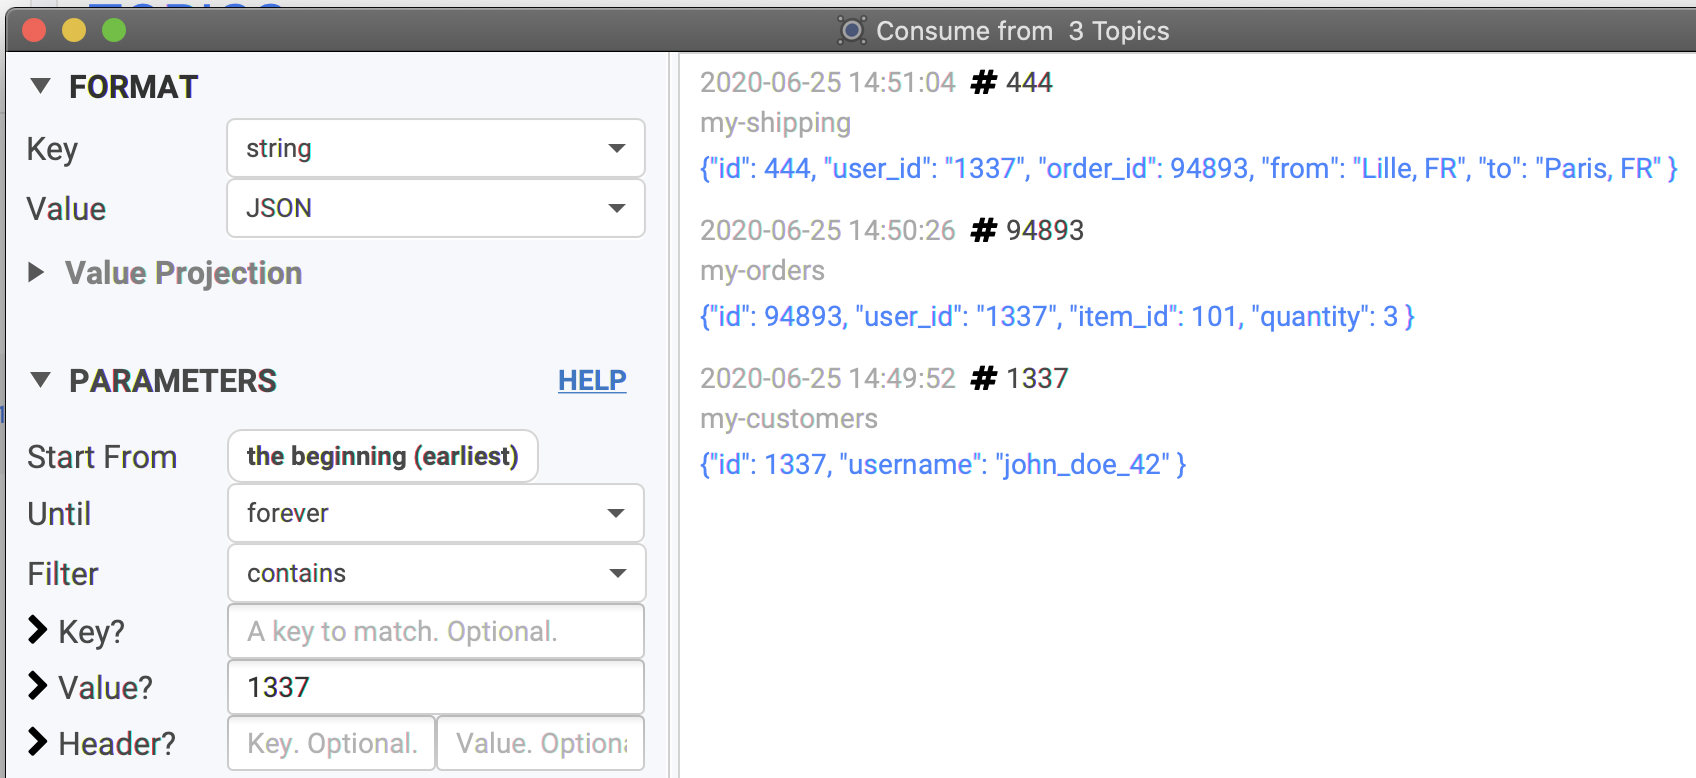 Consume from 3 Topics
FORMAT
Key string
Value JSON
Value Projection
PARAMETERS HELP
Start From the beginning (earliest)
Until forever
Filter contains
Key? A key to match. Optional.
Value? 1337
Header? Key. Optional. Value. Optiona
2020-06-25 14:51:04 # 444
my-shipping
{"id": 444, "user_id": "1337", "order_id": 94893, "from": "Lille, FR", "to": "Paris, FR" }
2020-06-25 14:50:26 # 94893
my-orders
{"id": 94893, "user_id": "1337", "item_id": 101, "quantity": 3 }
2020-06-25 14:49:52 # 1337
my-customers
{"id": 1337, "username": "john_doe_42" }